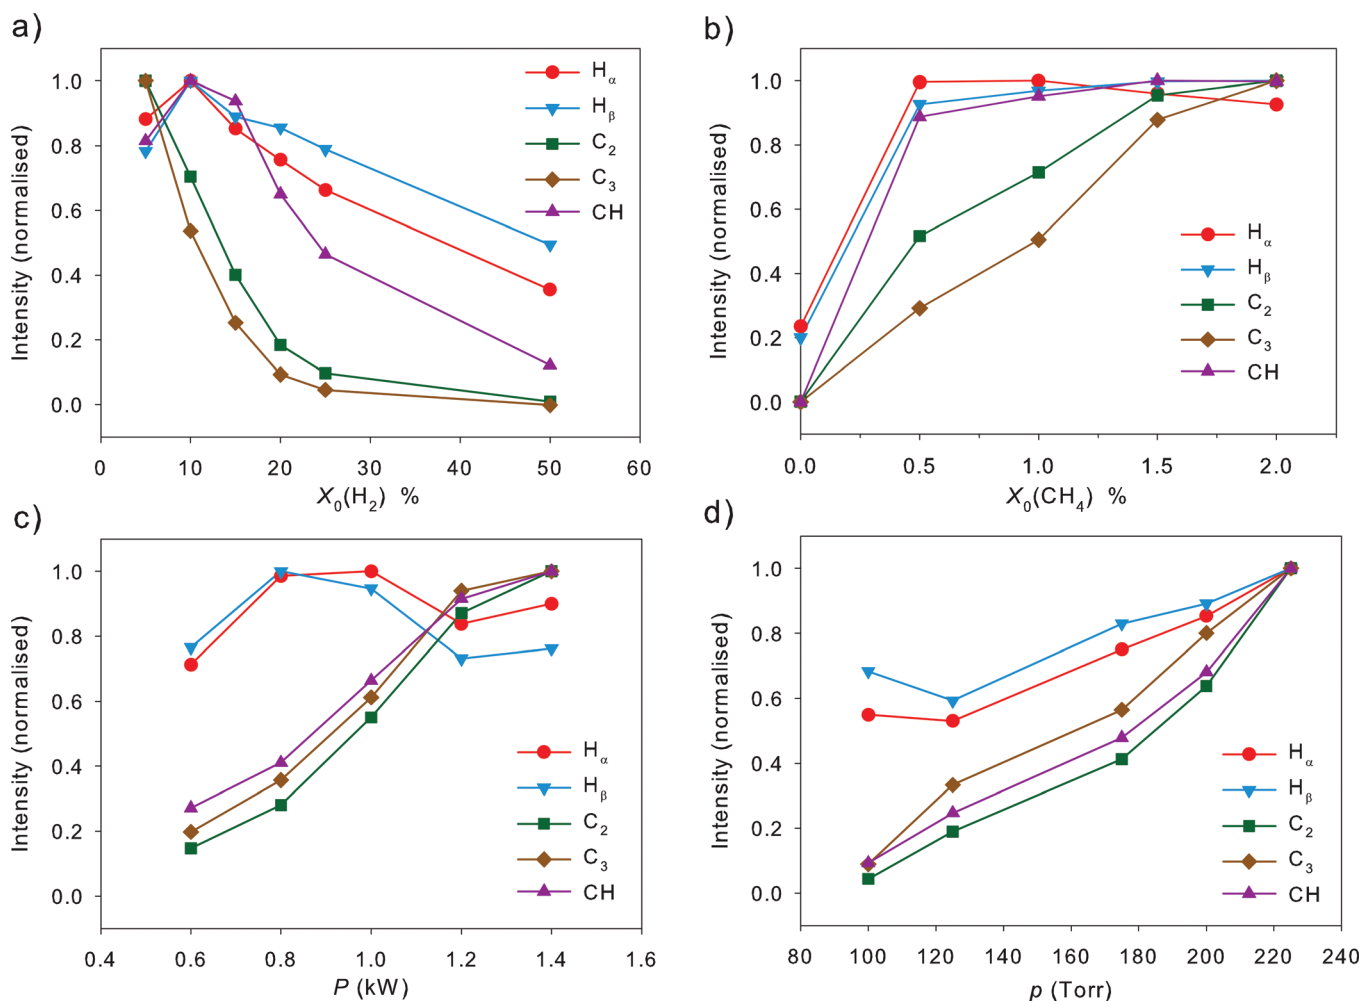 a)
Intensity (normalised)
1.0
0.8
0.6
0.4
0.2
0.0
0 10 20 30 40 50 60
X₀(H₂) %
Hα
Hβ
C₂
C₃
CH
b)
Intensity (normalised)
1.0
0.8
0.6
0.4
0.2
0.0
0.0 0.5 1.0 1.5 2.0
X₀(CH₄) %
Hα
Hβ
C₂
C₃
CH
c)
Intensity (normalised)
1.0
0.8
0.6
0.4
0.2
0.0
0.4 0.6 0.8 1.0 1.2 1.4 1.6
P (kW)
Hα
Hβ
C₂
C₃
CH
d)
Intensity (normalised)
1.0
0.8
0.6
0.4
0.2
0.0
80 100 120 140 160 180 200 220 240
p (Torr)
Hα
Hβ
C₂
C₃
CH